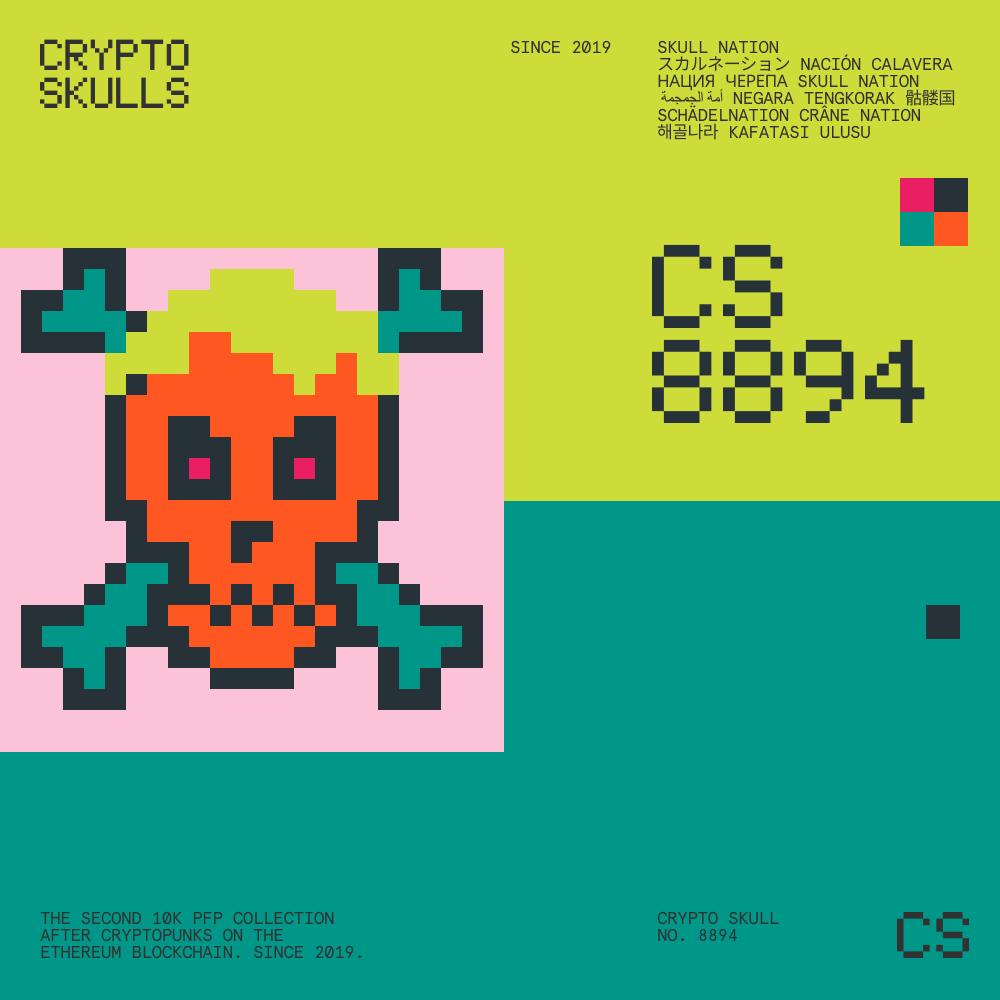 CRYPTO
SKULLS
SINCE 2019
SKULL NATION
スカルネーション NACIÓN CALAVERA
НАЦИЯ ЧЕРЕПА SKULL NATION
أمة الجمجمة NEGARA TENGKORAK 骷髅国
SCHÄDELNATION CRÂNE NATION
해골나라 KAFATASI ULUSU
CS
8894
THE SECOND 10K PFP COLLECTION
AFTER CRYPTOPUNKS ON THE
ETHEREUM BLOCKCHAIN. SINCE 2019.
CRYPTO SKULL
NO. 8894
CS